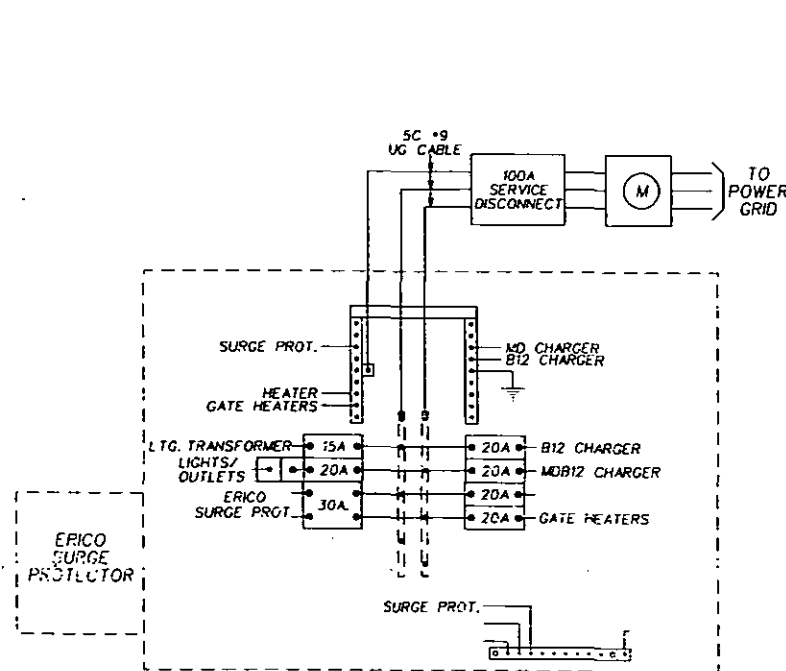 5C •9
UG CABLE
100A
SERVICE
DISCONNECT
M
TO
POWER
GRID
SURGE PROT.
MD CHARGER
B12 CHARGER
HEATER
GATE HEATERS
LTG. TRANSFORMER
15A
20A
B12 CHARGER
LIGHTS/
OUTLETS
20A
20A
MDB12 CHARGER
ERICO
SURGE PROT.
30A
20A
20A
GATE HEATERS
ERICO
SURGE
PROTECTOR
SURGE PROT.